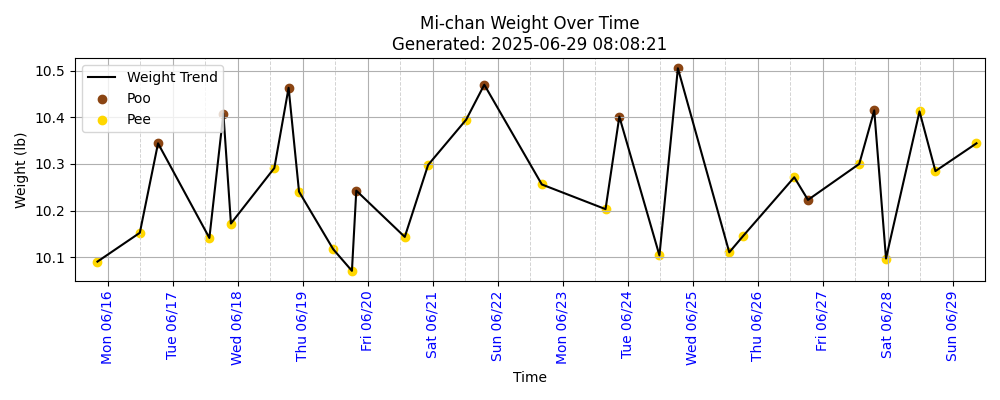 Mi-chan Weight Over Time
Generated: 2025-06-29 08:08:21
Weight Trend
Poo
Pee
Weight (lb)
10.5
10.4
10.3
10.2
10.1
Mon 06/16
Tue 06/17
Wed 06/18
Thu 06/19
Fri 06/20
Sat 06/21
Sun 06/22
Mon 06/23
Tue 06/24
Wed 06/25
Thu 06/26
Fri 06/27
Sat 06/28
Sun 06/29
Time